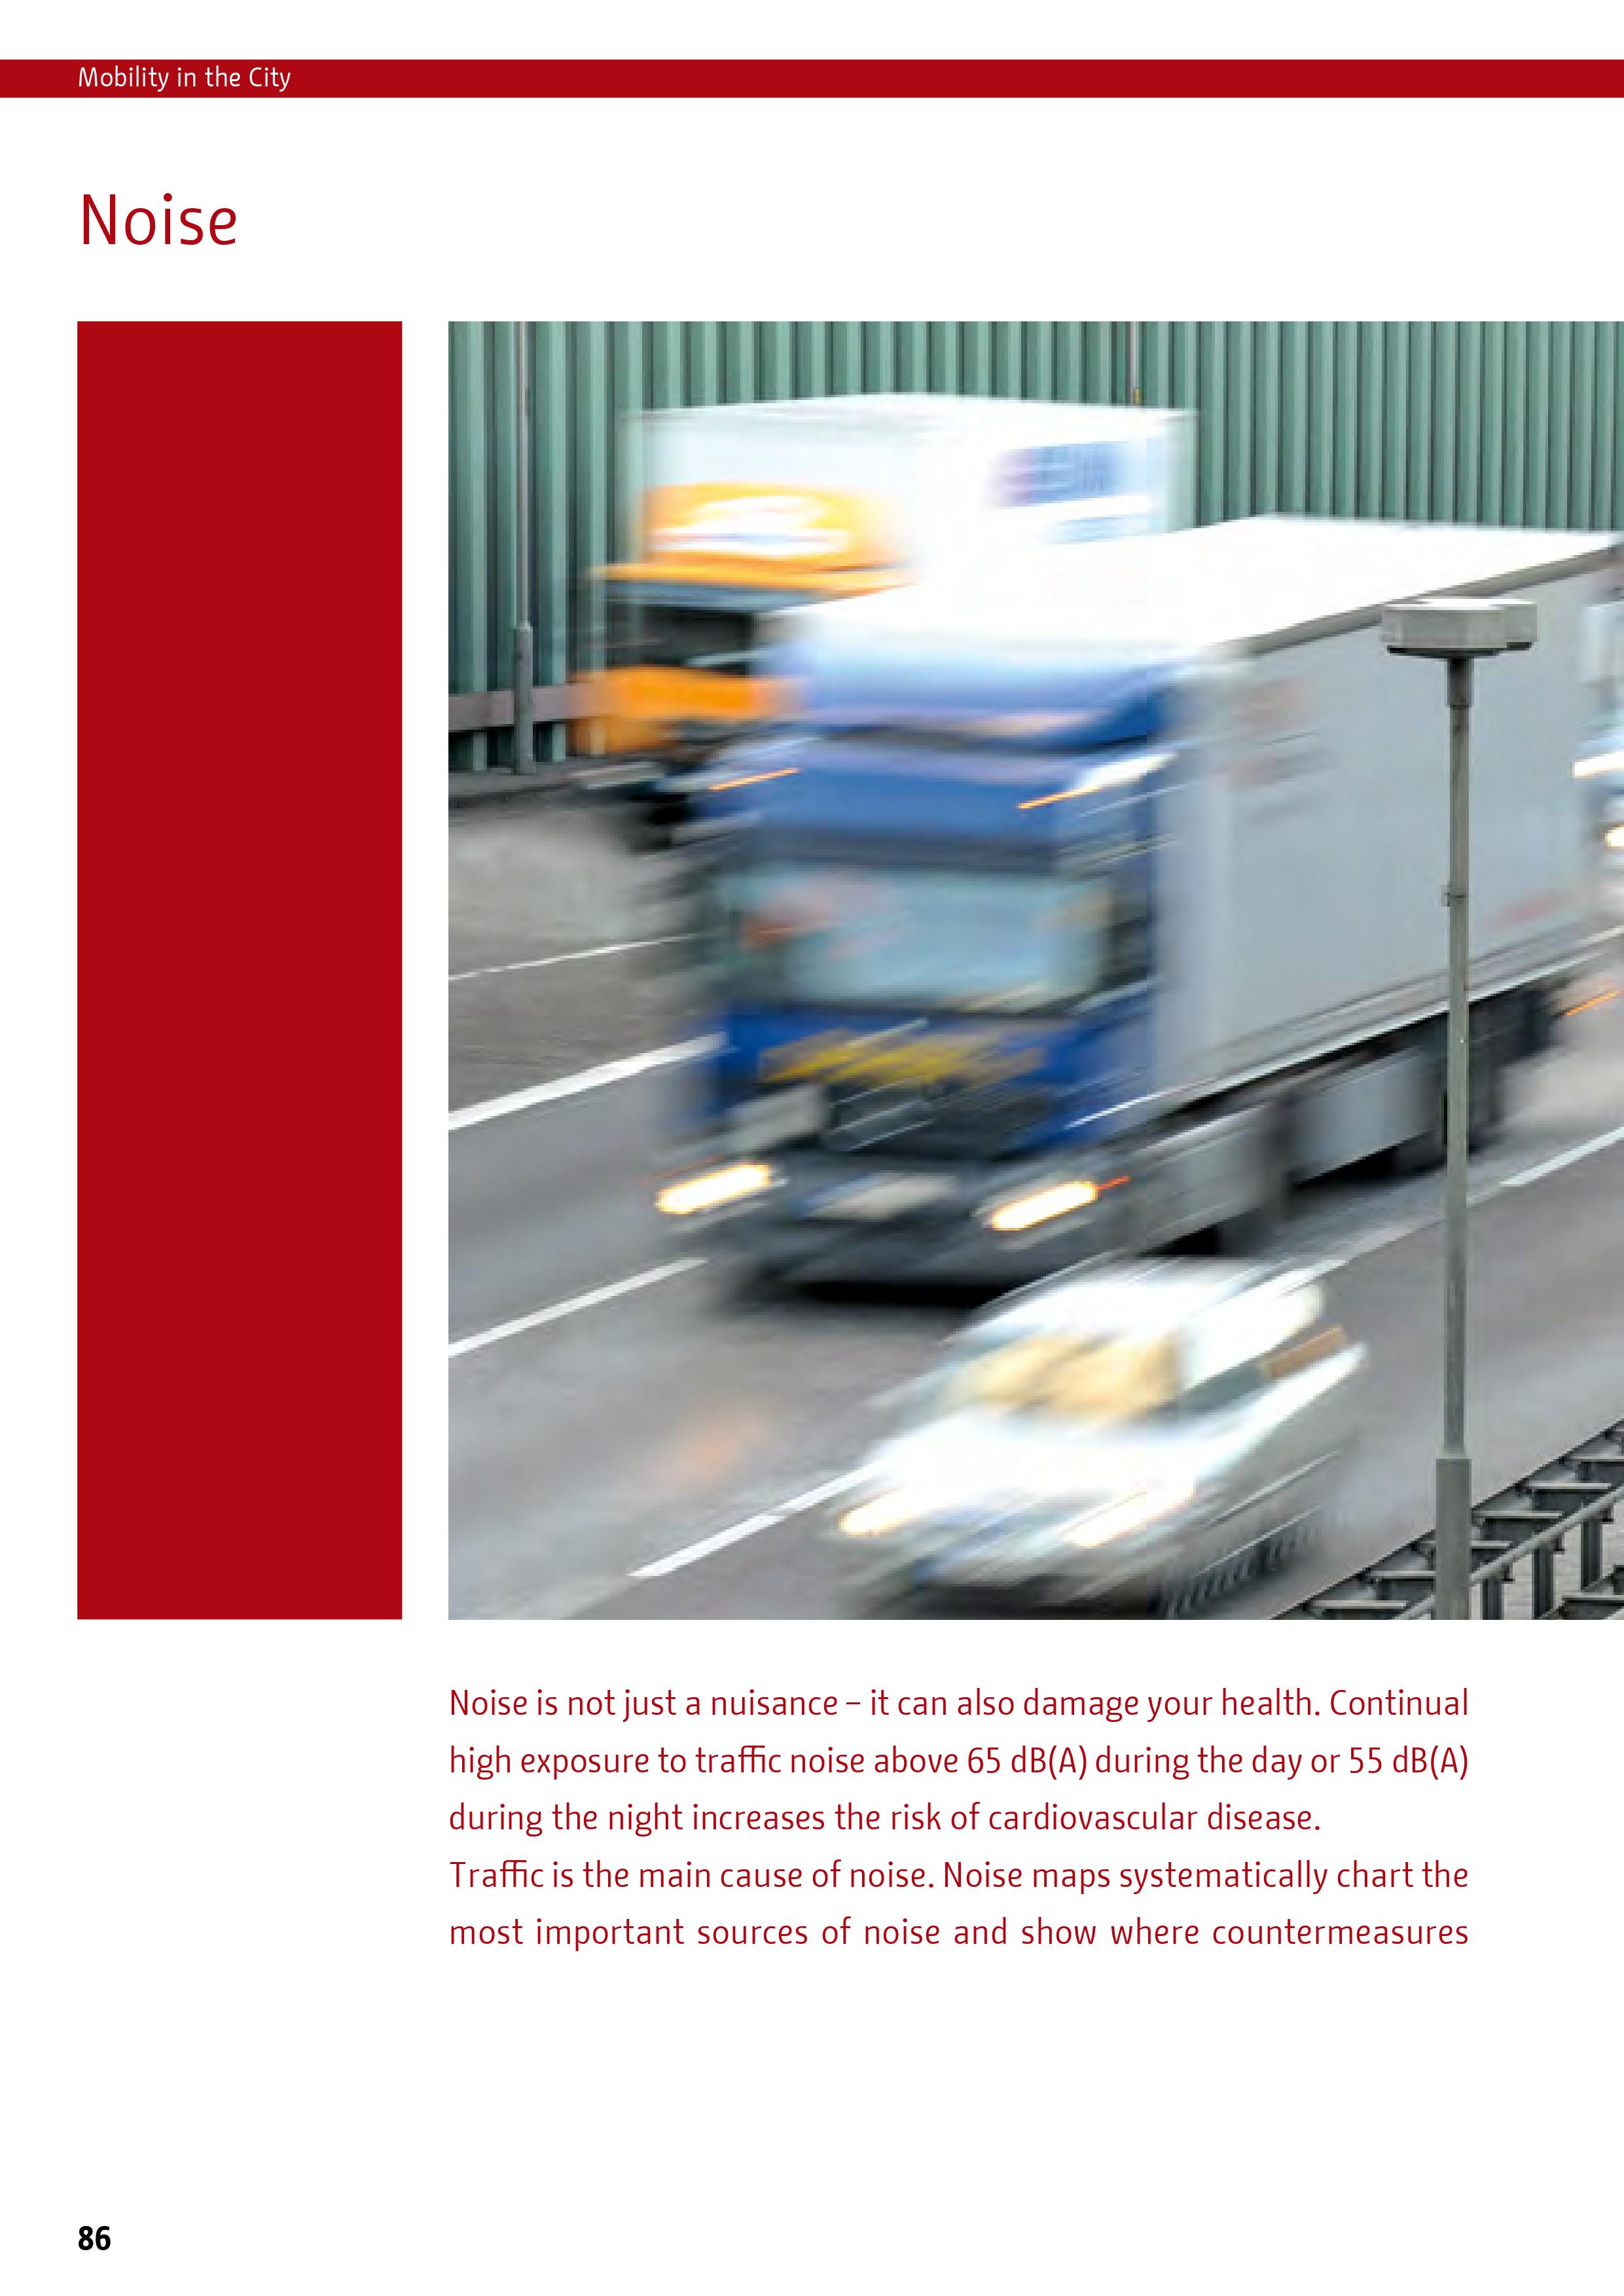 Mobility in the City
Noise
Noise is not just a nuisance – it can also damage your health. Continual
high exposure to traffic noise above 65 dB(A) during the day or 55 dB(A)
during the night increases the risk of cardiovascular disease.
Traffic is the main cause of noise. Noise maps systematically chart the
most important sources of noise and show where countermeasures
86